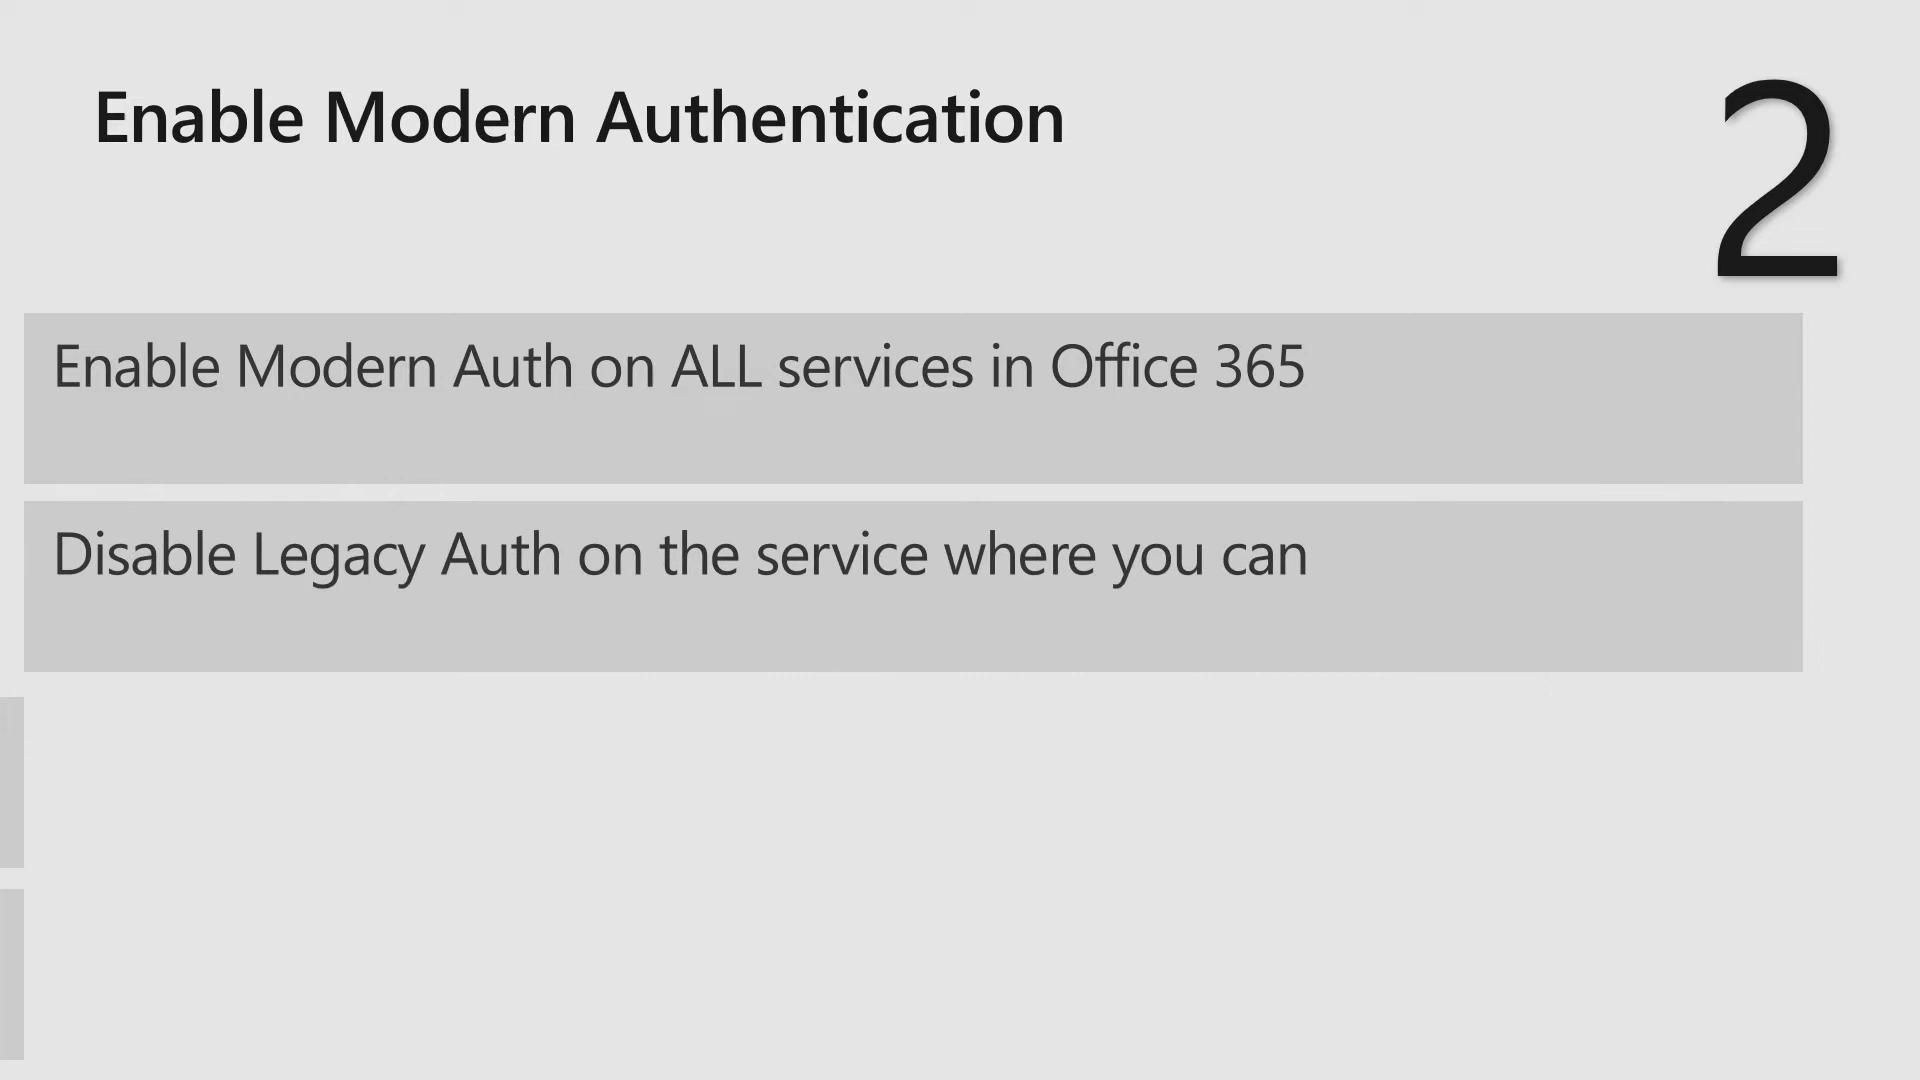 Enable Modern Authentication
2
Enable Modern Auth on ALL services in Office 365
Disable Legacy Auth on the service where you can